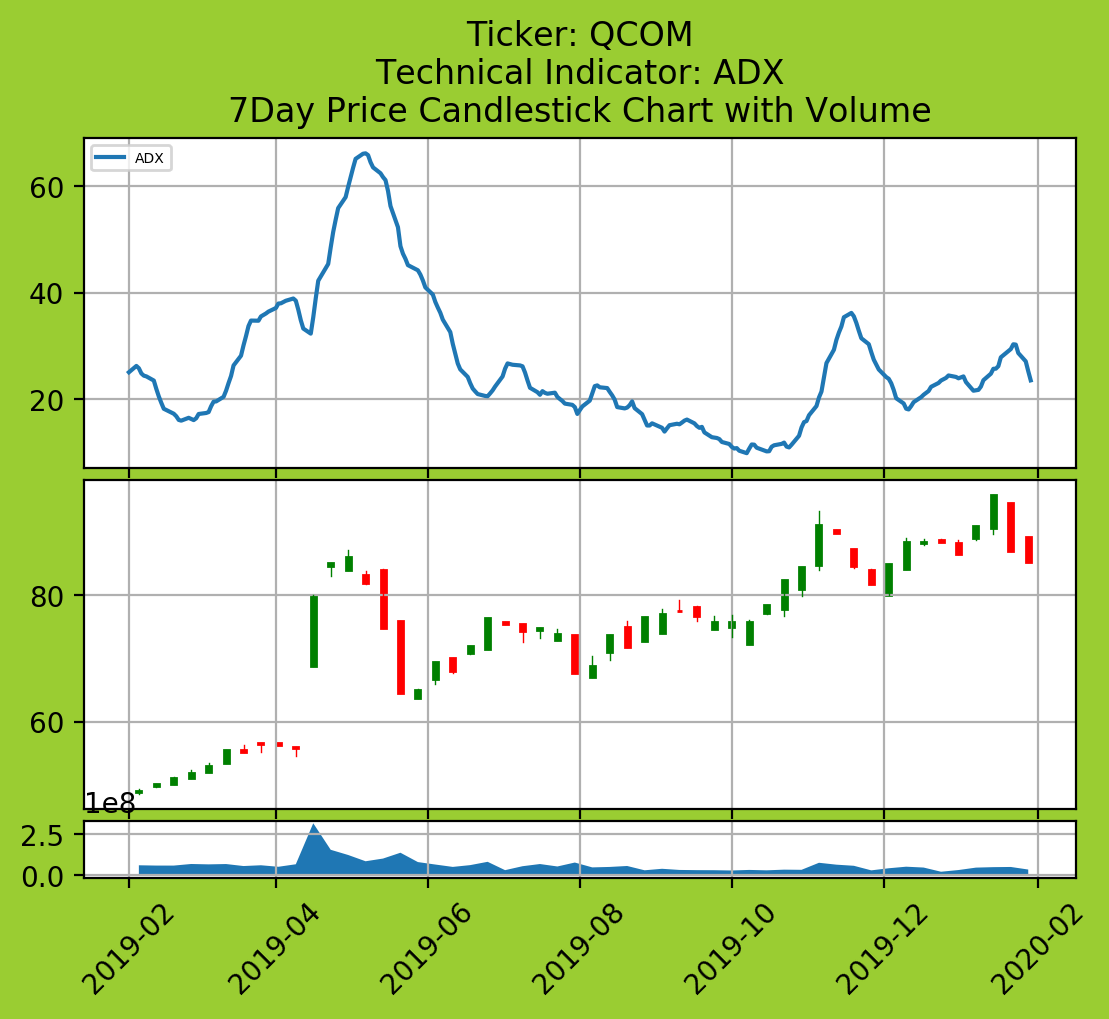 Ticker: QCOM
Technical Indicator: ADX
7Day Price Candlestick Chart with Volume
ADX
60
40
20
80
60
1e8
2.5
0.0
2019-02
2019-04
2019-06
2019-08
2019-10
2019-12
2020-02